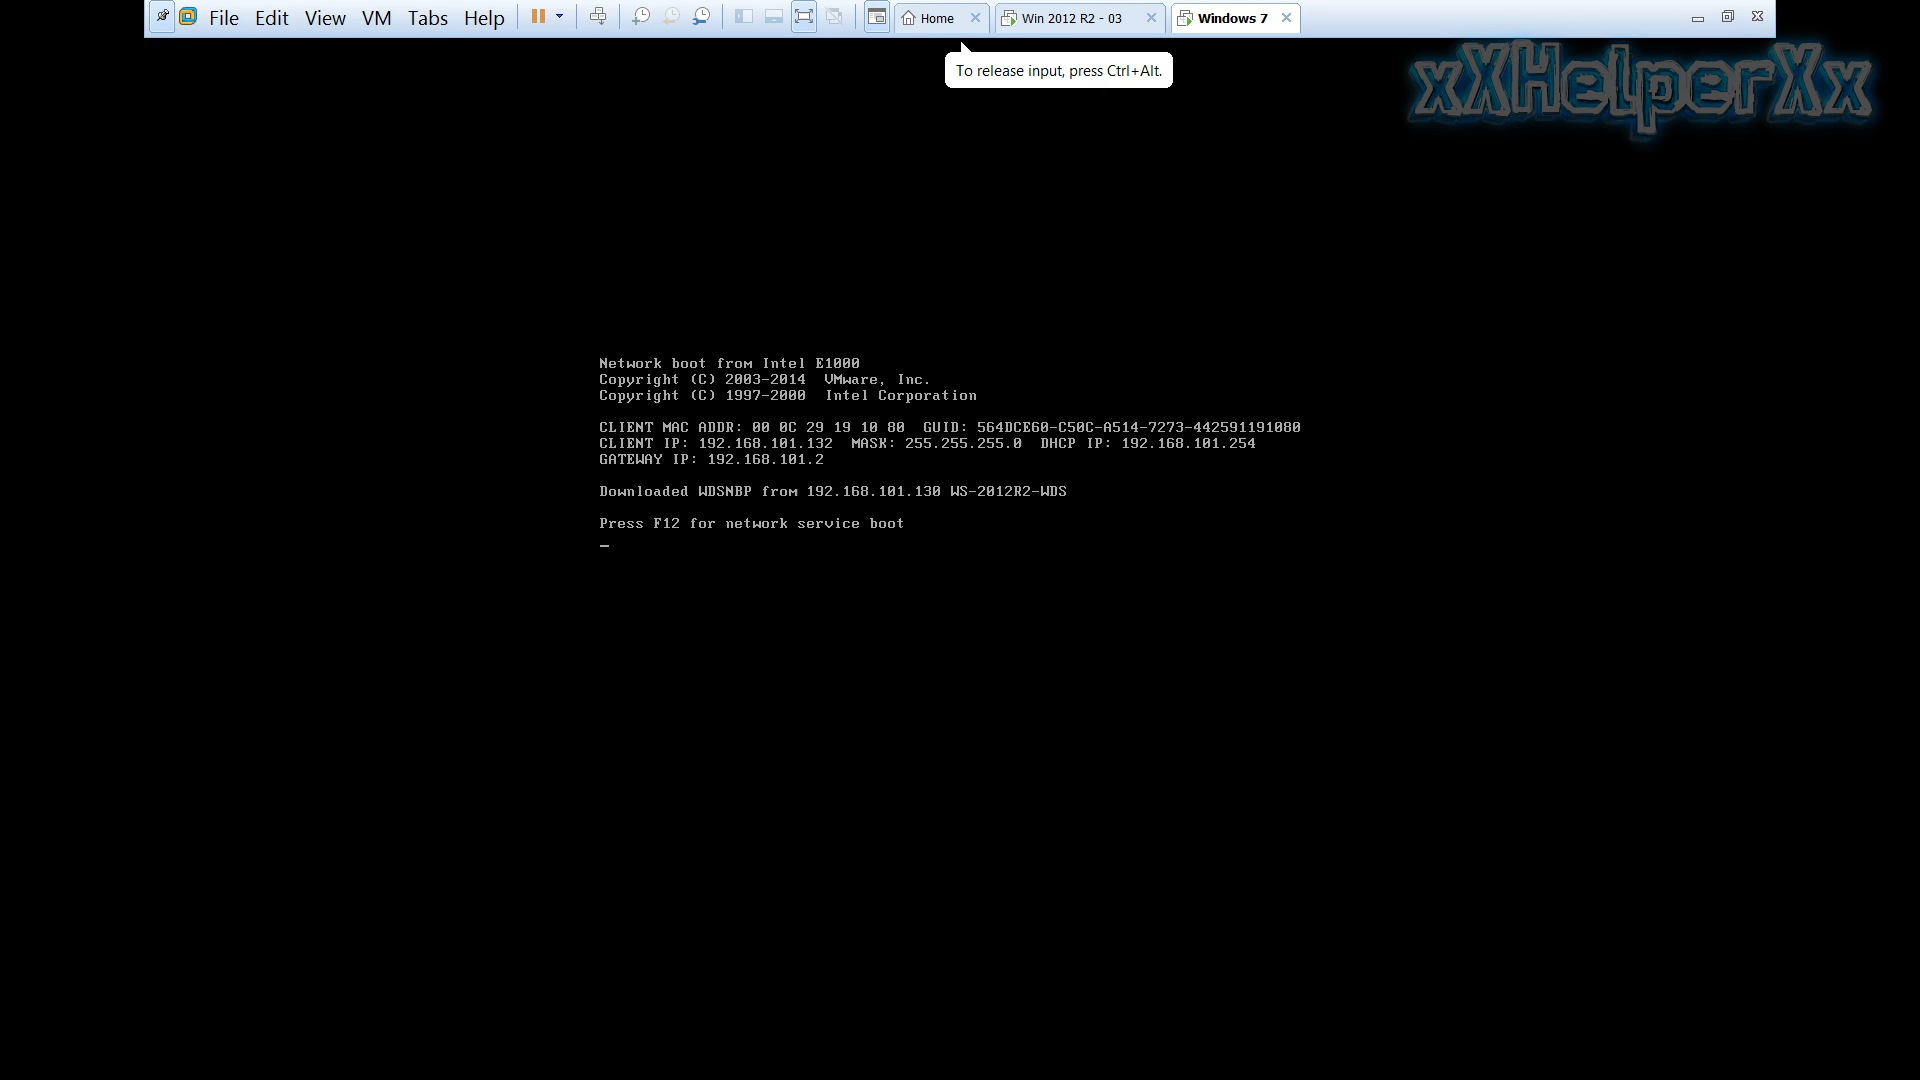 File Edit View VM Tabs Help Home Win 2012 R2 - 03 Windows 7
To release input, press Ctrl+Alt.
xXHelperXx
Network boot from Intel E1000
Copyright (C) 2003-2014 VMware, Inc.
Copyright (C) 1997-2000 Intel Corporation
CLIENT MAC ADDR: 00 0C 29 19 10 80 GUID: 564DCE60-C50C-A514-7273-442591191080
CLIENT IP: 192.168.101.132 MASK: 255.255.255.0 DHCP IP: 192.168.101.254
GATEWAY IP: 192.168.101.2
Downloaded WDSNBP from 192.168.101.130 WS-2012R2-WDS
Press F12 for network service boot